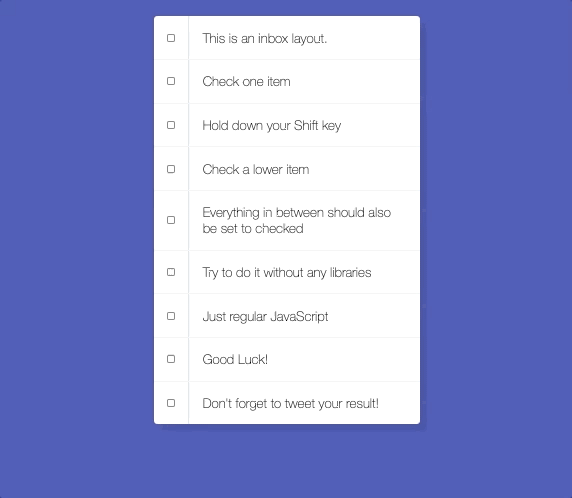 This is an inbox layout.
Check one item
Hold down your Shift key
Check a lower item
Everything in between should also
be set to checked
Try to do it without any libraries
Just regular JavaScript
Good Luck!
Don't forget to tweet your result!